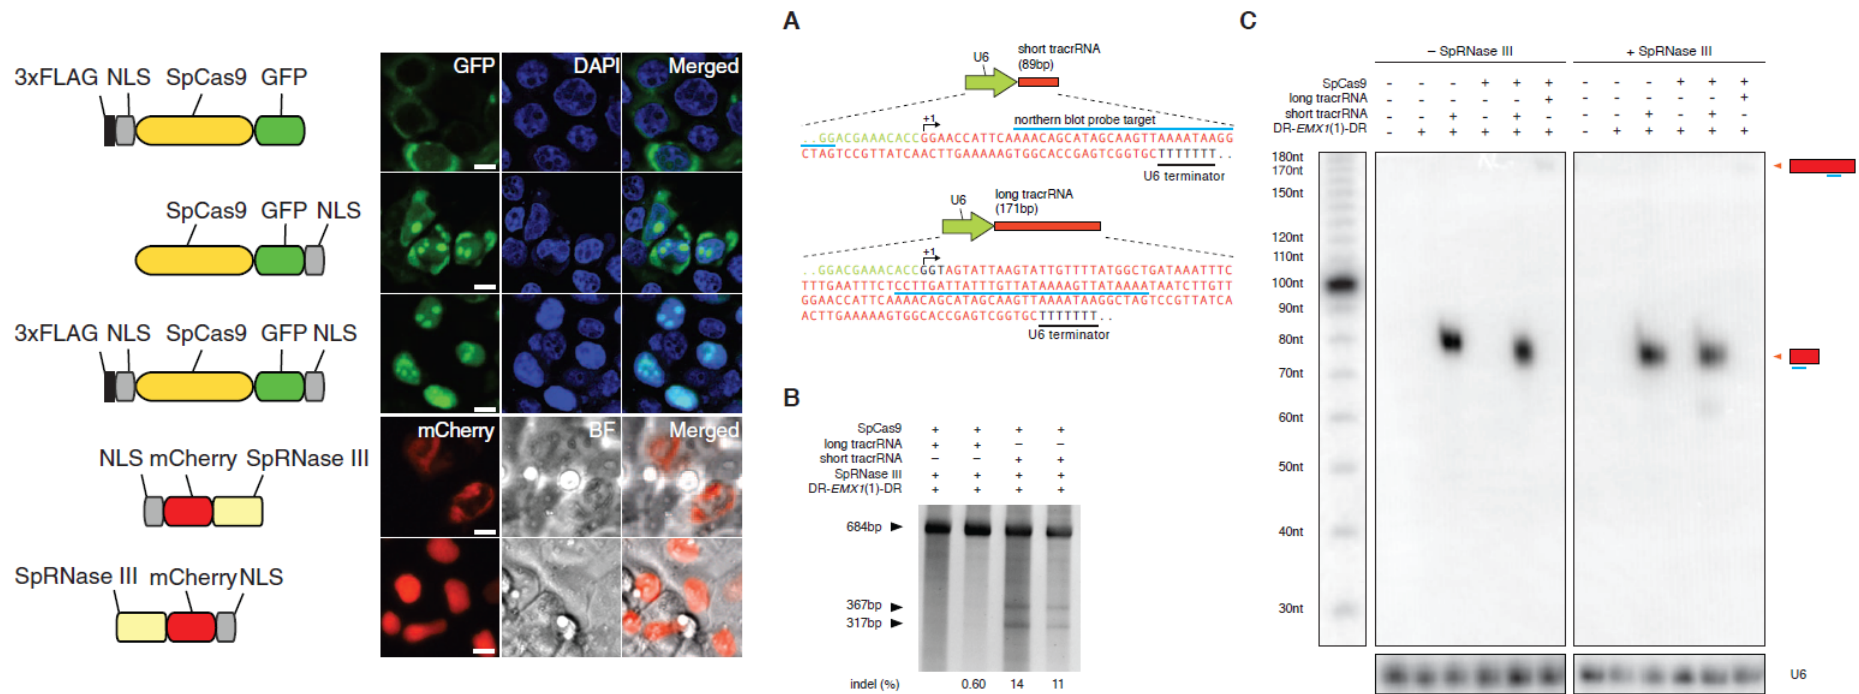 3xFLAG NLS SpCas9 GFP
SpCas9 GFP NLS
3xFLAG NLS SpCas9 GFP NLS
NLS mCherry SpRNase III
SpRNase III mCherry NLS
GFP DAPI Merged
mCherry BF Merged
A
U6 short tracrRNA
(89bp)
+1 northern blot probe target
..GGACGAAACACCGGAACCATTCAAAACAGCATAGCAAGTTAAAATAAGG
CTAGTCCGTTATCAACTTGAAAAAGTGGCACCGAGTCGGTGCTTTTTTT..
U6 terminator
U6 long tracrRNA
(171bp)
+1
..GGACGAAACACCGGTAGTATTAAGTATTGTTTTATGGCTGATAAATTTC
TTTGAATTTCTCCTTGATTATTTGTTATAAAAGTTATAAAATAATCTTGTT
GGAACCATTCAAAACAGCATAGCAAGTTAAAATAAGGCTAGTCCGTTATCA
ACTTGAAAAAGTGGCACCGAGTCGGTGCTTTTTTT..
U6 terminator
B
SpCas9 + + + +
long tracrRNA + + – –
short tracrRNA – – + +
SpRNase III + + + +
DR-EMX1(1)-DR + + + +
684bp
367bp
317bp
indel (%) 0.60 14 11
C
– SpRNase III + SpRNase III
SpCas9 - - - + + + - - - + + +
long tracrRNA - - - - - + - - - - - +
short tracrRNA - - + - + - - - + - + -
DR-EMX1(1)-DR - + + + + + - + + + + +
180nt
170nt
150nt
120nt
110nt
100nt
90nt
80nt
70nt
60nt
50nt
40nt
30nt
U6